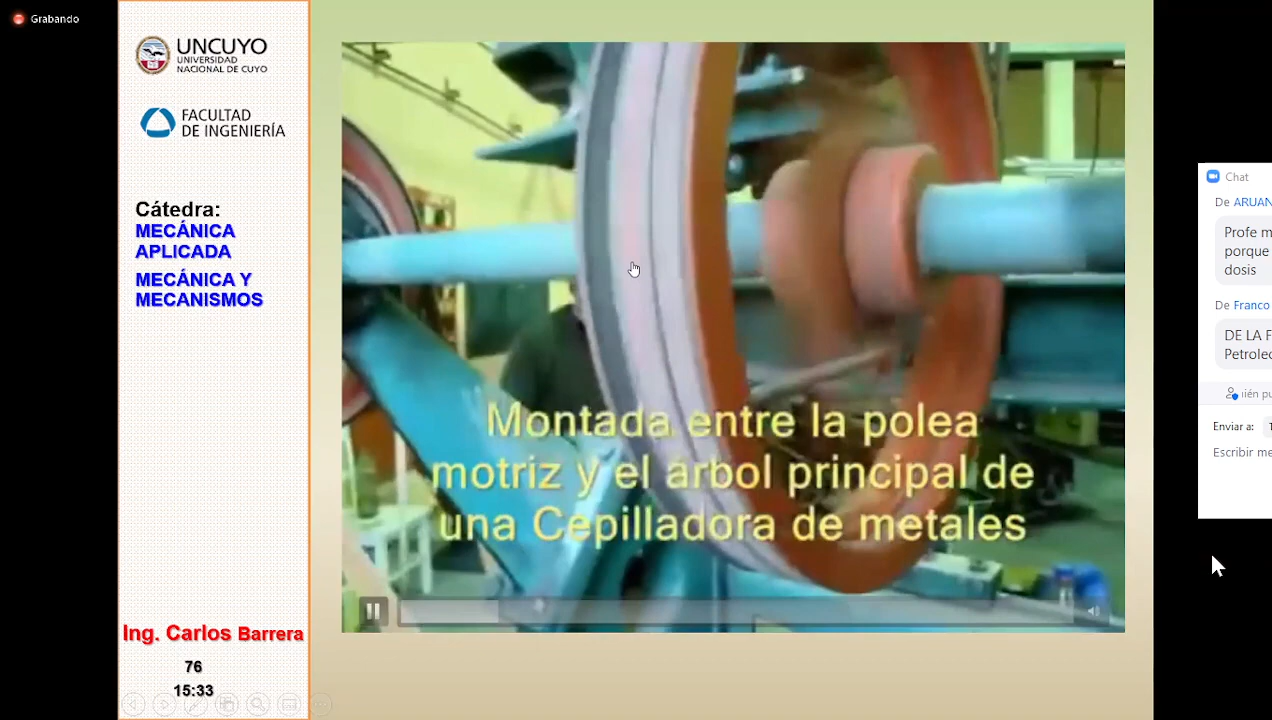 Grabando
UNCUYO
UNIVERSIDAD
NACIONAL DE CUYO
FACULTAD
DE INGENIERÍA
Cátedra:
MECÁNICA
APLICADA
MECÁNICA Y
MECANISMOS
Montada entre la polea
motriz y el árbol principal de
una Cepilladora de metales
Ing. Carlos Barrera
76
15:33
Chat
De ARUAN
Profe m
porque
dosis
De Franco
DE LA F
Petrolec
Enviar a:
Escribir me